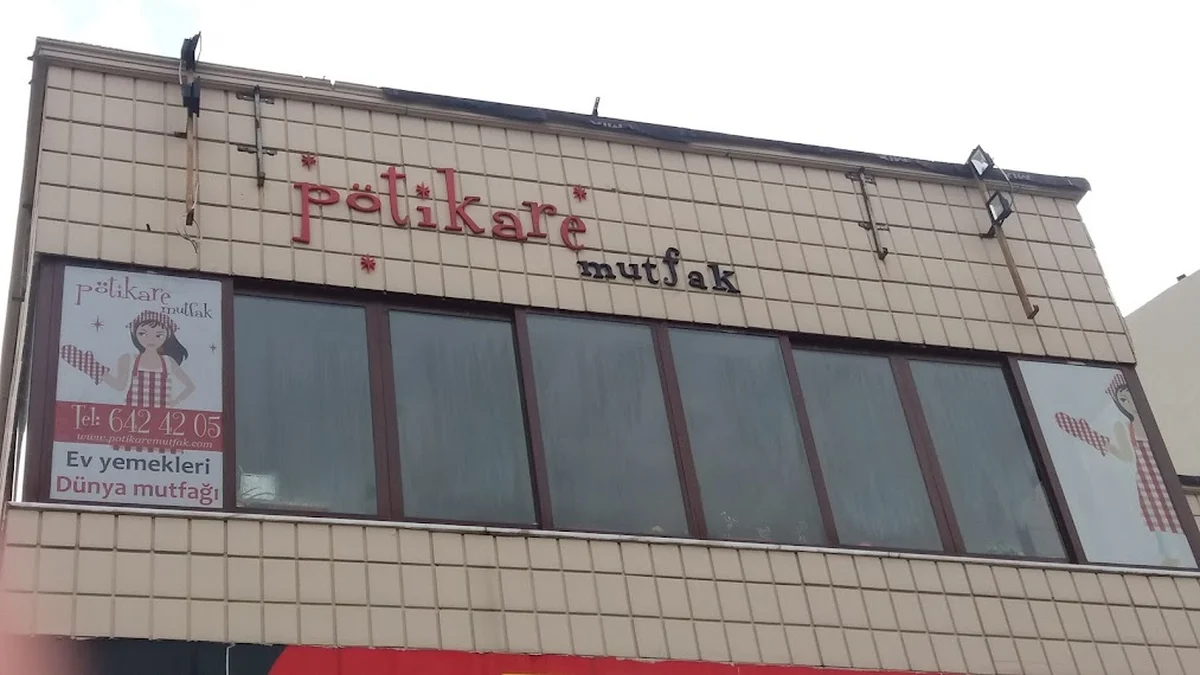 pötikare
mutfak
pötikare
mutfak
Tel: 642 42 05
www.potikaremutfak.com
Ev yemekleri
Dünya mutfağı